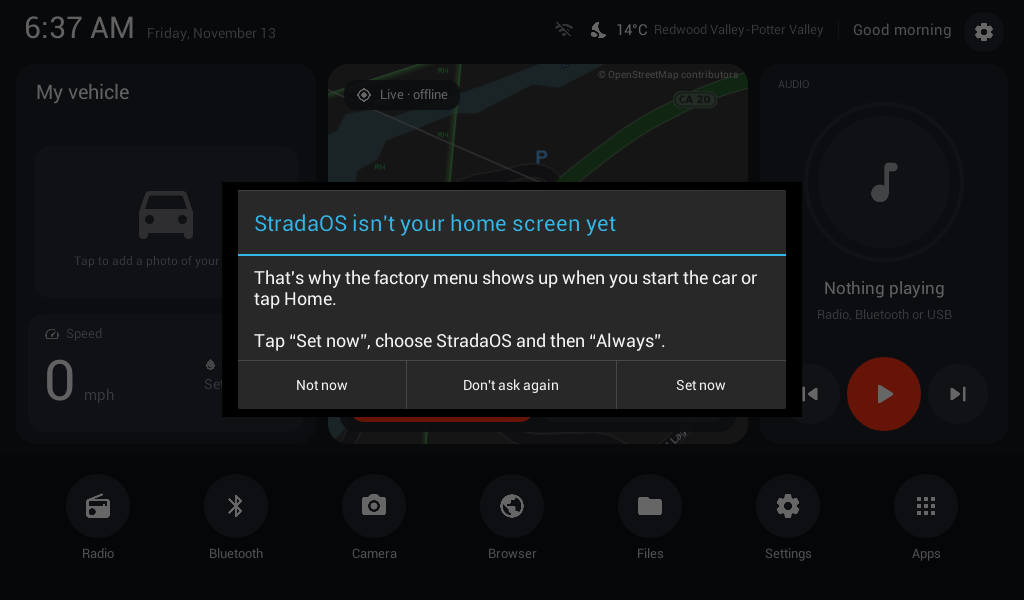 6:37 AM Friday, November 13
14°C Redwood Valley-Potter Valley
Good morning
My vehicle
Tap to add a photo of your
Speed
0 mph
RN
© OpenStreetMap contributors
Live · offline
CA 20
RN
P
RN
AUDIO
Nothing playing
Radio, Bluetooth or USB
StradaOS isn't your home screen yet
That's why the factory menu shows up when you start the car or
tap Home.
Tap “Set now”, choose StradaOS and then “Always”.
Not now
Don't ask again
Set now
Radio
Bluetooth
Camera
Browser
Files
Settings
Apps